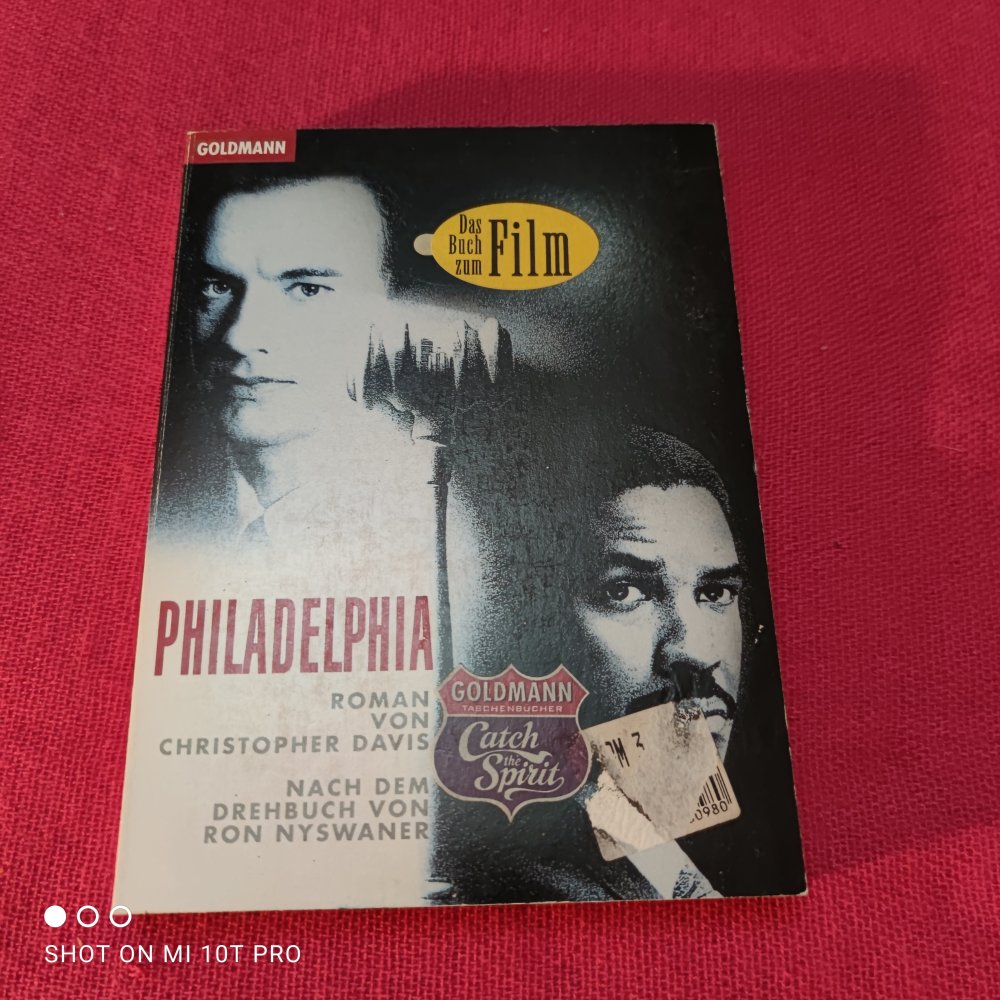 GOLDMANN
Das
Buch
zum
Film
PHILADELPHIA
ROMAN
VON
CHRISTOPHER DAVIS
NACH DEM
DREHBUCH VON
RON NYSWANER
GOLDMANN
TASCHENBÜCHER
Catch
the
Spirit
0980
SHOT ON MI 10T PRO